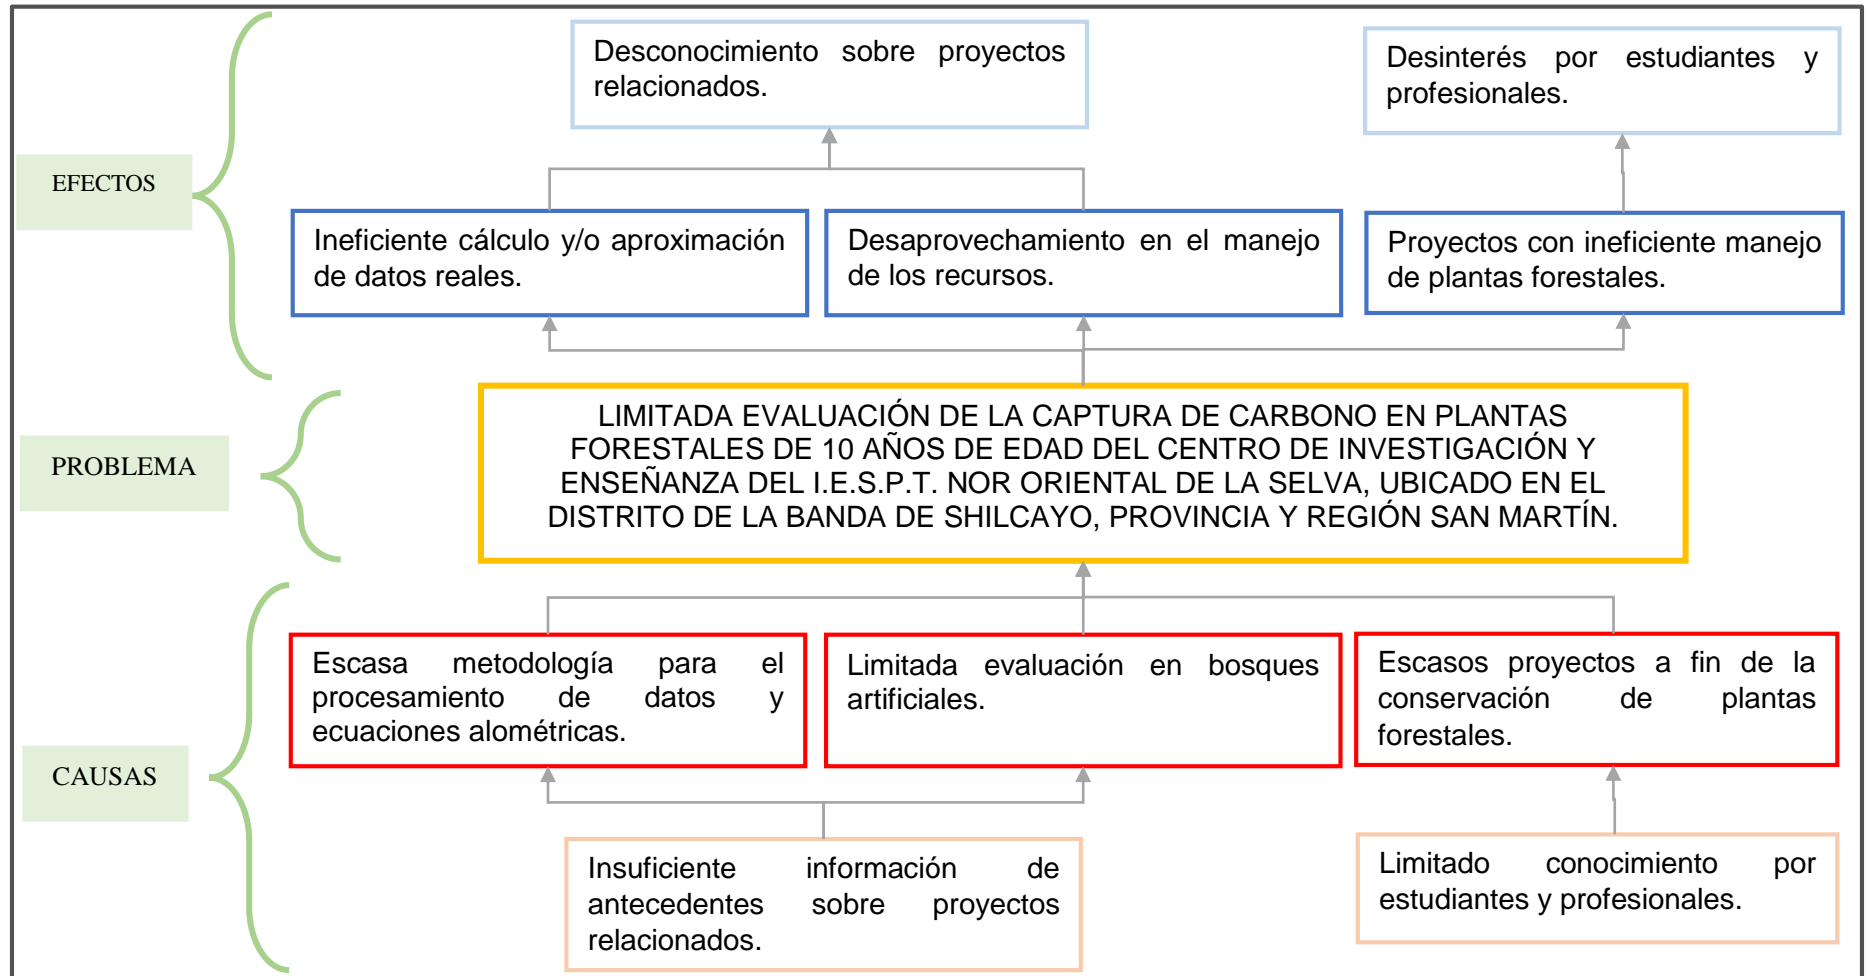 Desconocimiento sobre proyectos
relacionados.
Desinterés por estudiantes y
profesionales.
EFECTOS
Ineficiente cálculo y/o aproximación
de datos reales.
Desaprovechamiento en el manejo
de los recursos.
Proyectos con ineficiente manejo
de plantas forestales.
PROBLEMA
LIMITADA EVALUACIÓN DE LA CAPTURA DE CARBONO EN PLANTAS
FORESTALES DE 10 AÑOS DE EDAD DEL CENTRO DE INVESTIGACIÓN Y
ENSEÑANZA DEL I.E.S.P.T. NOR ORIENTAL DE LA SELVA, UBICADO EN EL
DISTRITO DE LA BANDA DE SHILCAYO, PROVINCIA Y REGIÓN SAN MARTÍN.
CAUSAS
Escasa metodología para el
procesamiento de datos y
ecuaciones alométricas.
Limitada evaluación en bosques
artificiales.
Escasos proyectos a fin de la
conservación de plantas
forestales.
Insuficiente información de
antecedentes sobre proyectos
relacionados.
Limitado conocimiento por
estudiantes y profesionales.